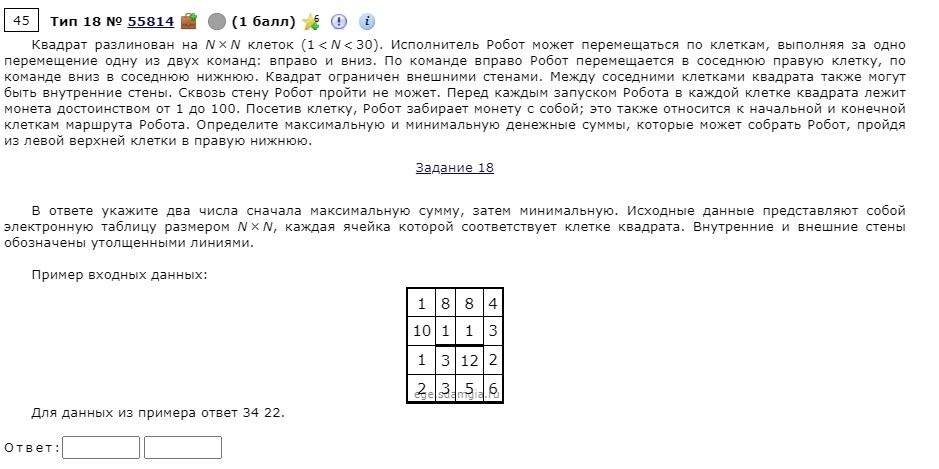 45 Тип 18 № 55814 (1 балл) 6 i
Квадрат разлинован на N × N клеток (1 < N < 30). Исполнитель Робот может перемещаться по клеткам, выполняя за одно
перемещение одну из двух команд: вправо и вниз. По команде вправо Робот перемещается в соседнюю правую клетку, по
команде вниз в соседнюю нижнюю. Квадрат ограничен внешними стенами. Между соседними клетками квадрата также могут
быть внутренние стены. Сквозь стену Робот пройти не может. Перед каждым запуском Робота в каждой клетке квадрата лежит
монета достоинством от 1 до 100. Посетив клетку, Робот забирает монету с собой; это также относится к начальной и конечной
клеткам маршрута Робота. Определите максимальную и минимальную денежные суммы, которые может собрать Робот, пройдя
из левой верхней клетки в правую нижнюю.
Задание 18
В ответе укажите два числа сначала максимальную сумму, затем минимальную. Исходные данные представляют собой
электронную таблицу размером N × N, каждая ячейка которой соответствует клетке квадрата. Внутренние и внешние стены
обозначены утолщенными линиями.
Пример входных данных:
1 8 8 4
10 1 1 3
1 3 12 2
2 3 5 6
ege.sdamgia.ru
Для данных из примера ответ 34 22.
Ответ: